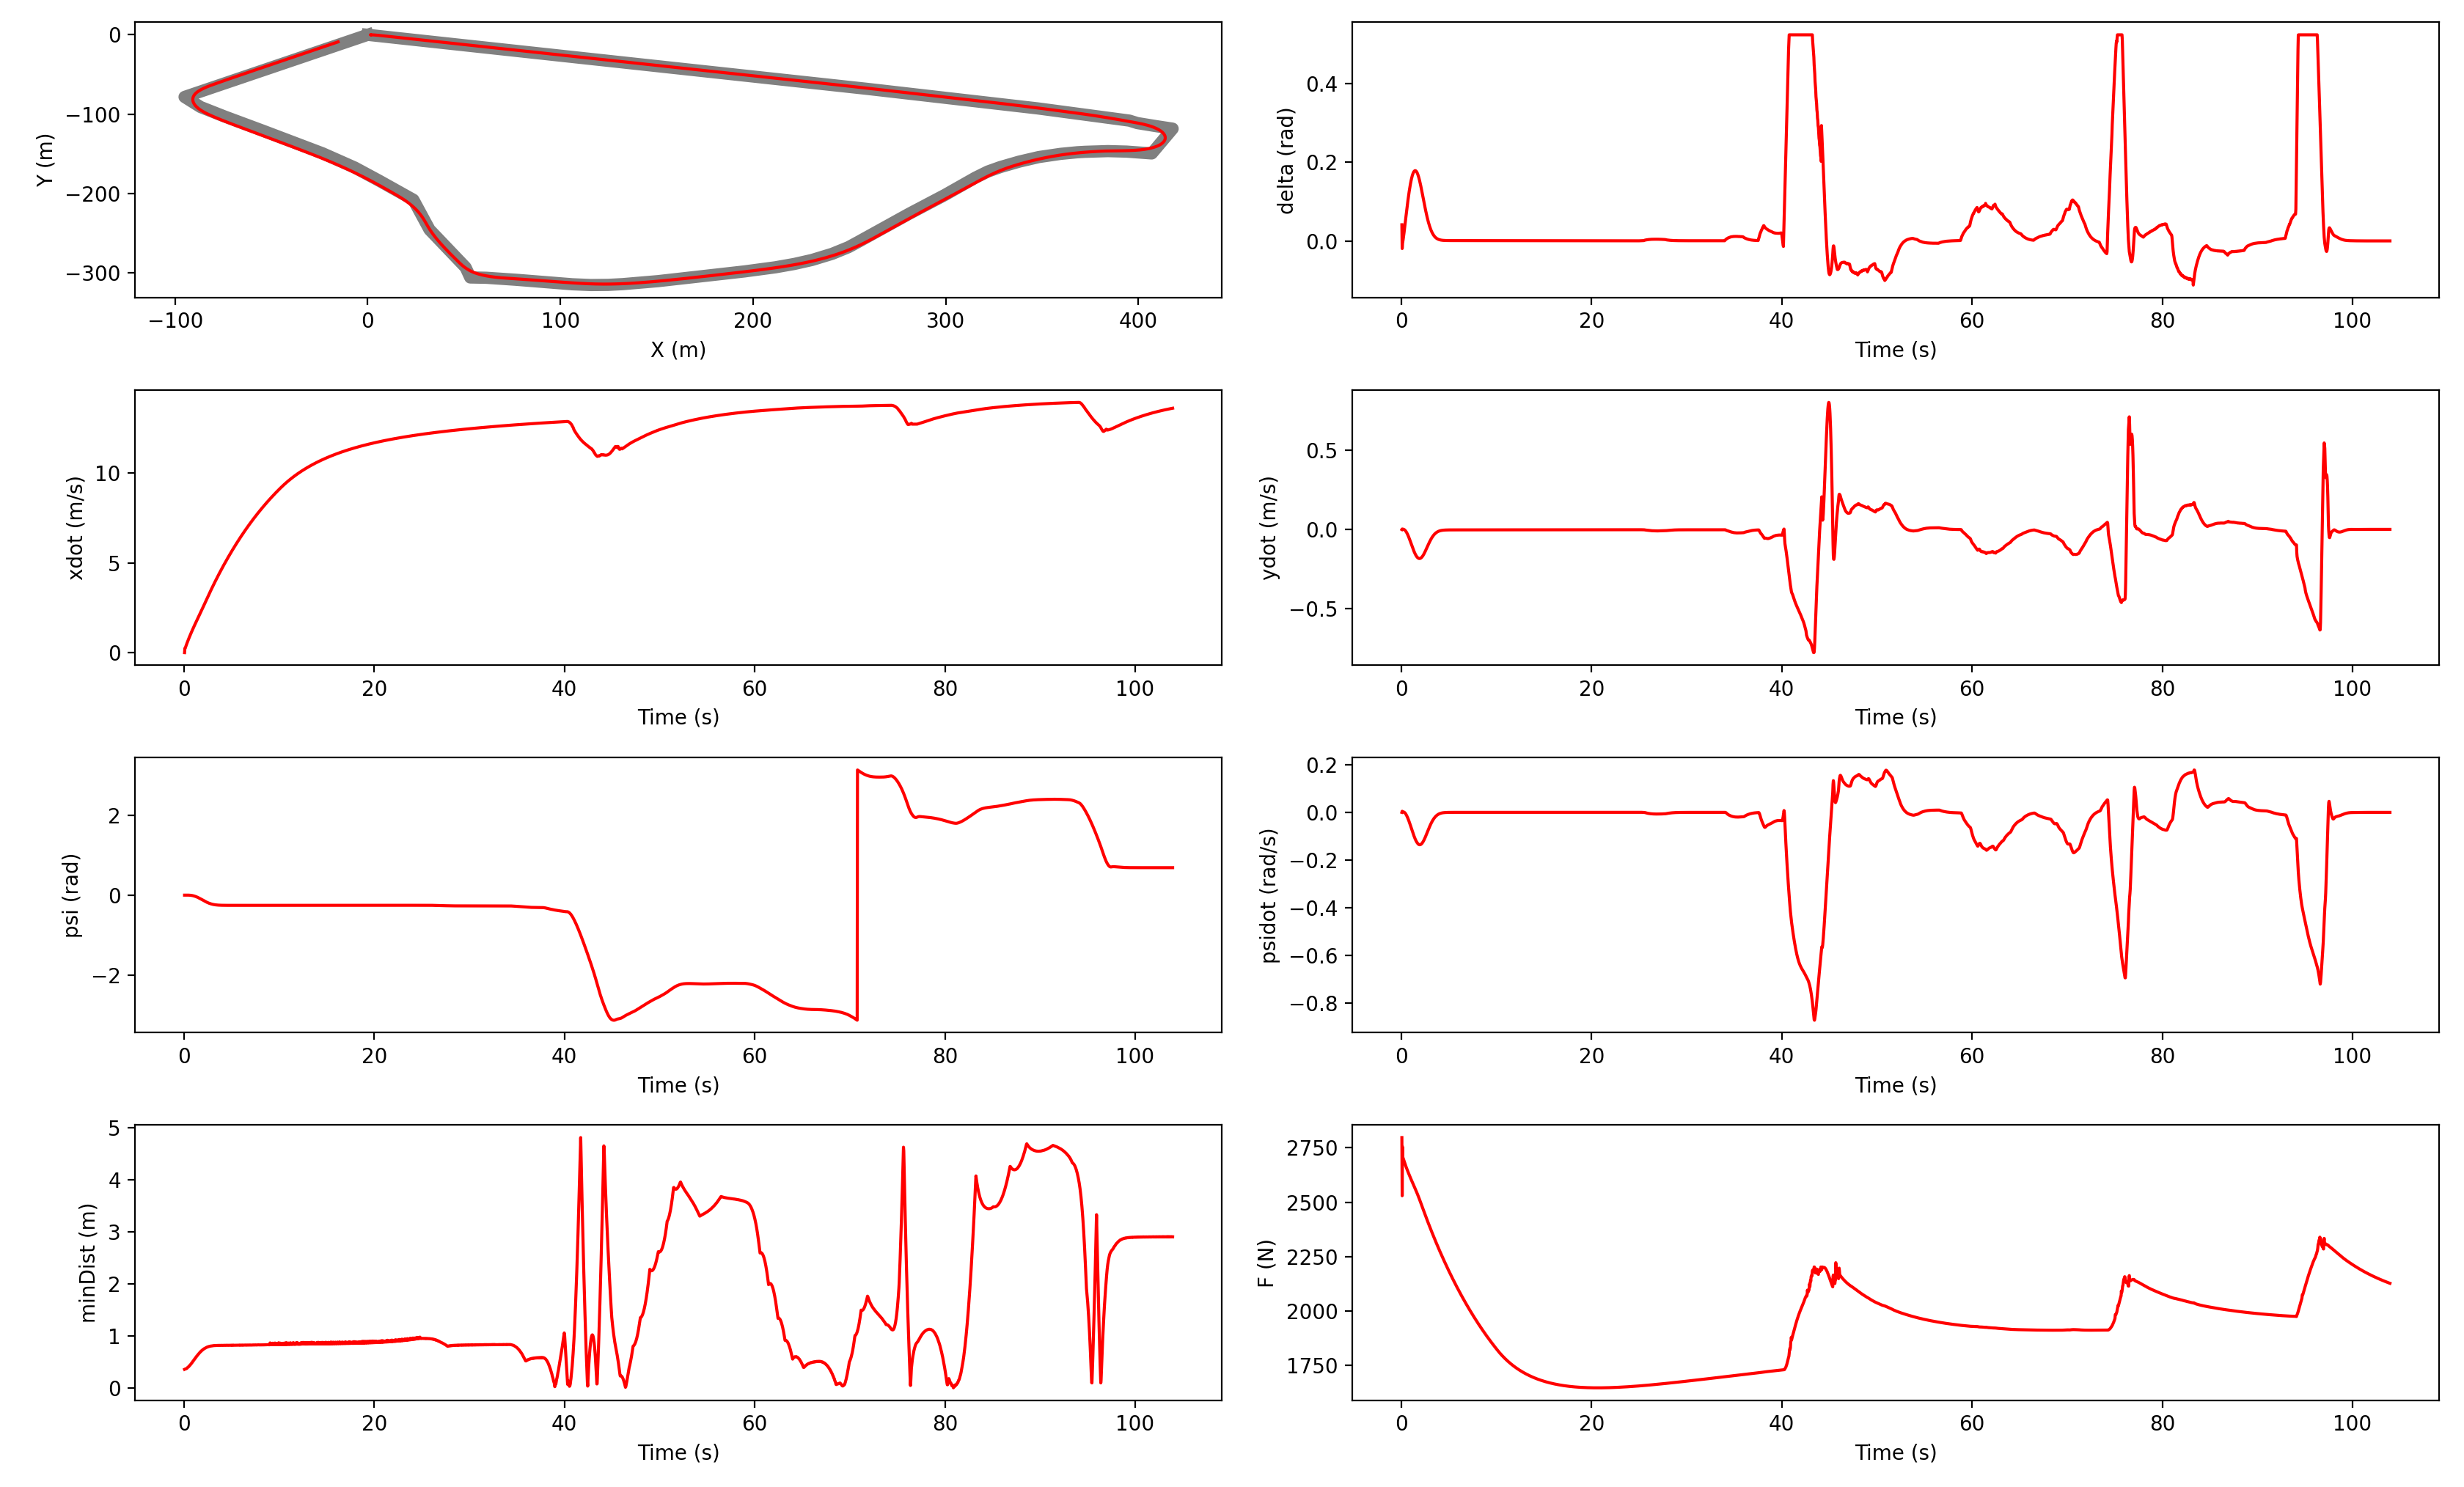 0
−100
−200
−300
Y (m)
−100 0 100 200 300 400
X (m)
0.4
0.2
0.0
delta (rad)
0 20 40 60 80 100
Time (s)
10
5
0
xdot (m/s)
0 20 40 60 80 100
Time (s)
0.5
0.0
−0.5
ydot (m/s)
0 20 40 60 80 100
Time (s)
2
0
−2
psi (rad)
0 20 40 60 80 100
Time (s)
0.2
0.0
−0.2
−0.4
−0.6
−0.8
psidot (rad/s)
0 20 40 60 80 100
Time (s)
5
4
3
2
1
0
minDist (m)
0 20 40 60 80 100
Time (s)
2750
2500
2250
2000
1750
F (N)
0 20 40 60 80 100
Time (s)